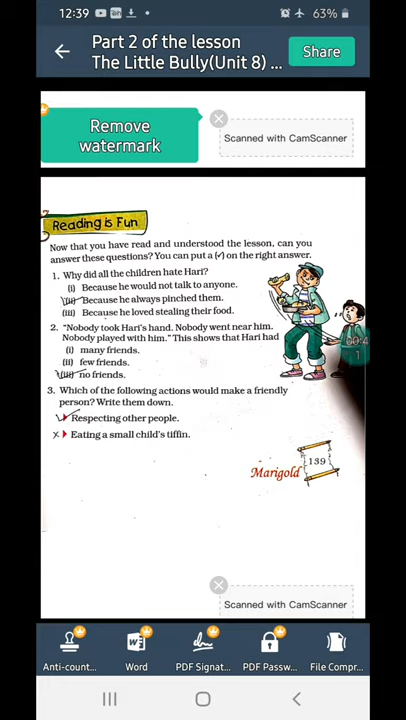 12:39 63%
Part 2 of the lesson
The Little Bully(Unit 8) ...
Share
Remove
watermark
Scanned with CamScanner
Reading is Fun
Now that you have read and understood the lesson, can you
answer these questions? You can put a (✓) on the right answer.
1. Why did all the children hate Hari?
(i) Because he would not talk to anyone.
(ii) Because he always pinched them.
(iii) Because he loved stealing their food.
2. "Nobody took Hari's hand. Nobody went near him.
Nobody played with him." This shows that Hari had
(i) many friends.
(ii) few friends.
(iii) no friends.
3. Which of the following actions would make a friendly
person? Write them down.
Respecting other people.
Eating a small child's tiffin.
Marigold 139
Scanned with CamScanner
Anti-count... Word PDF Signat... PDF Passw... File Compr...